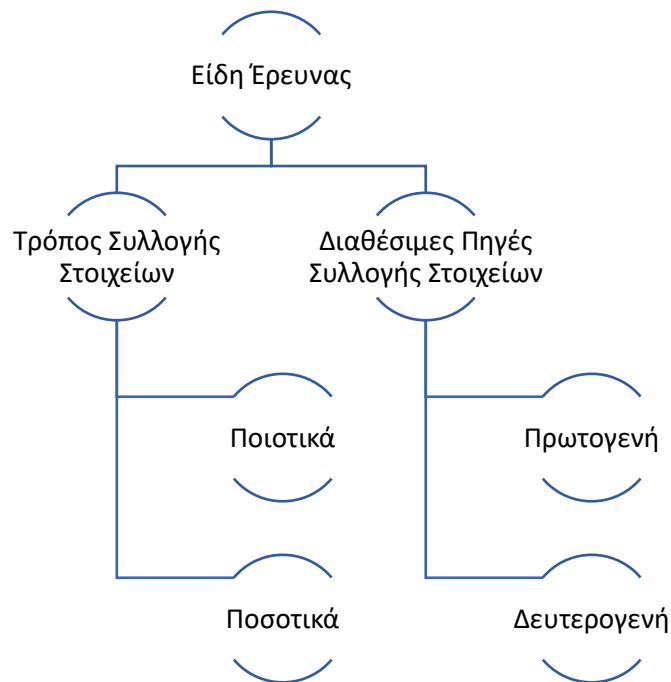 Είδη Έρευνας
Τρόπος Συλλογής
Στοιχείων
Διαθέσιμες Πηγές
Συλλογής Στοιχείων
Ποιοτικά
Πρωτογενή
Ποσοτικά
Δευτερογενή